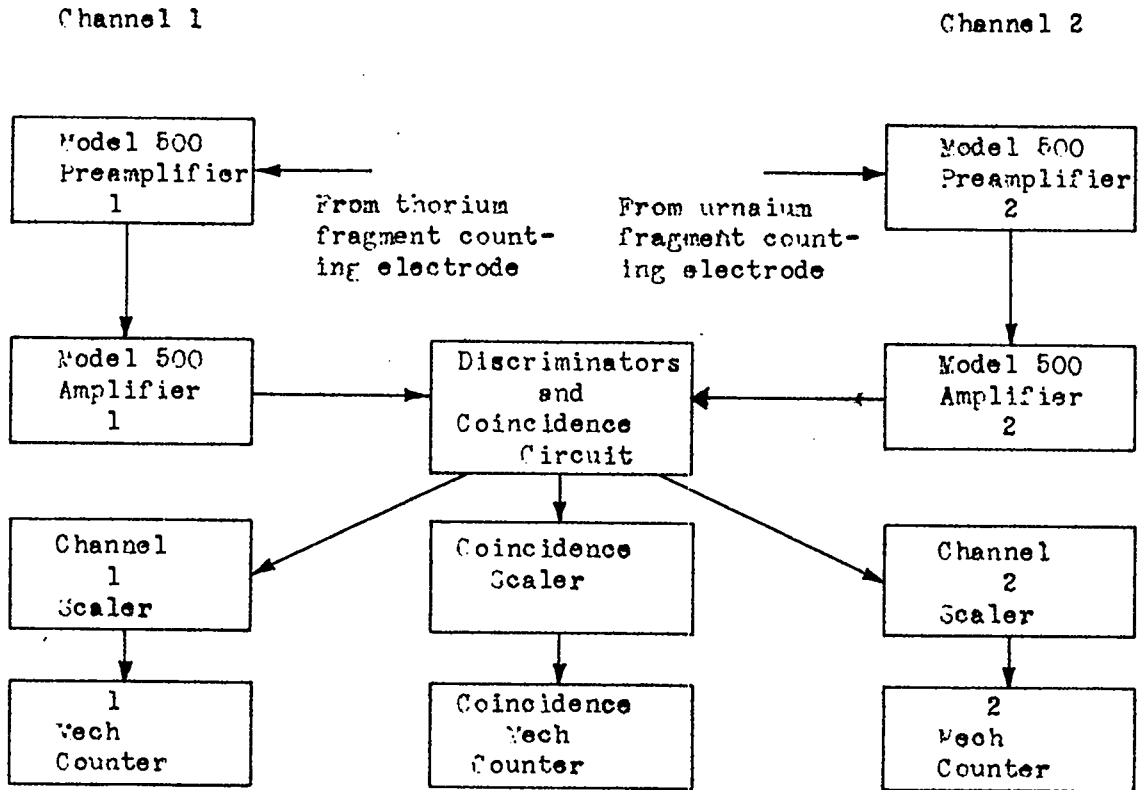 Channel 1
Channel 2
Model 500
Preamplifier
1
From thorium
fragment count-
ing electrode
From urnaium
fragment count-
ing electrode
Model 500
Preamplifier
2
Model 500
Amplifier
1
Discriminators
and
Coincidence
Circuit
Model 500
Amplifier
2
Channel
1
Scaler
Coincidence
Scaler
Channel
2
Scaler
1
Mech
Counter
Coincidence
Mech
Counter
2
Mech
Counter